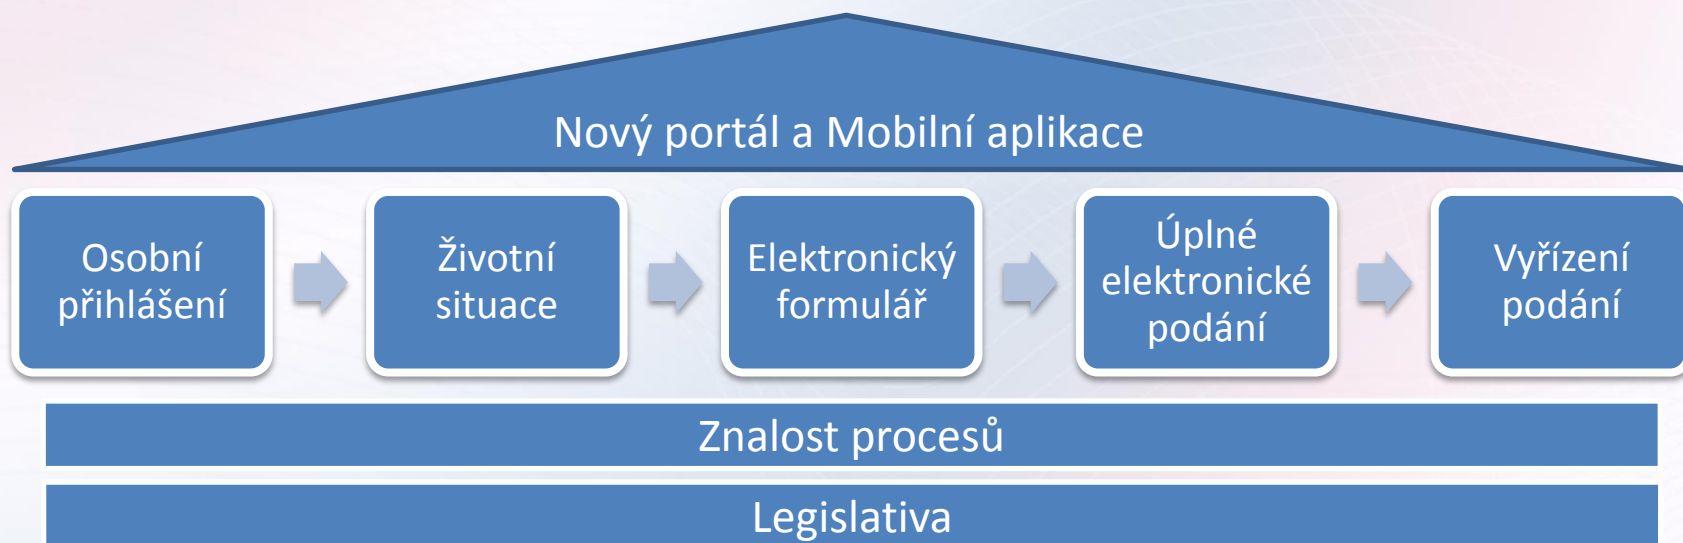 Nový portál a Mobilní aplikace
Osobní
přihlášení
Životní
situace
Elektronický
formulář
Úplné
elektronické
podání
Vyřízení
podání
Znalost procesů
Legislativa